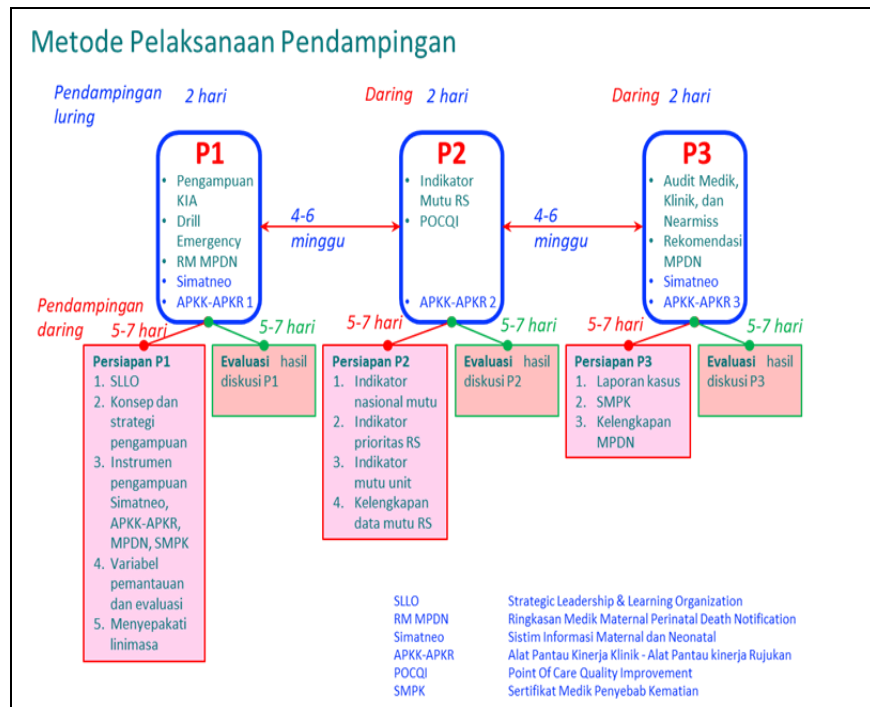 Metode Pelaksanaan Pendampingan
Pendampingan
luring
2 hari
Daring 2 hari
Daring 2 hari
P1
• Pengampuan
KIA
• Drill
Emergency
• RM MPDN
• Simatneo
• APKK-APKR 1
4-6
minggu
P2
• Indikator
Mutu RS
• POCQI
• APKK-APKR 2
4-6
minggu
P3
• Audit Medik,
Klinik, dan
Nearmiss
• Rekomendasi
MPDN
• Simatneo
• APKK-APKR 3
Pendampingan
daring
5-7 hari
5-7 hari
5-7 hari
5-7 hari
5-7 hari
5-7 hari
Persiapan P1
1. SLLO
2. Konsep dan
strategi
pengampuan
3. Instrumen
pengampuan
Simatneo,
APKK-APKR,
MPDN, SMPK
4. Variabel
pemantauan
dan evaluasi
5. Menyepakati
linimasa
Evaluasi hasil
diskusi P1
Persiapan P2
1. Indikator
nasional mutu
2. Indikator
prioritas RS
3. Indikator
mutu unit
4. Kelengkapan
data mutu RS
Evaluasi hasil
diskusi P2
Persiapan P3
1. Laporan kasus
2. SMPK
3. Kelengkapan
MPDN
Evaluasi hasil
diskusi P3
SLLO Strategic Leadership & Learning Organization
RM MPDN Ringkasan Medik Maternal Perinatal Death Notification
Simatneo Sistim Informasi Maternal dan Neonatal
APKK-APKR Alat Pantau Kinerja Klinik - Alat Pantau kinerja Rujukan
POCQI Point Of Care Quality Improvement
SMPK Sertifikat Medik Penyebab Kematian